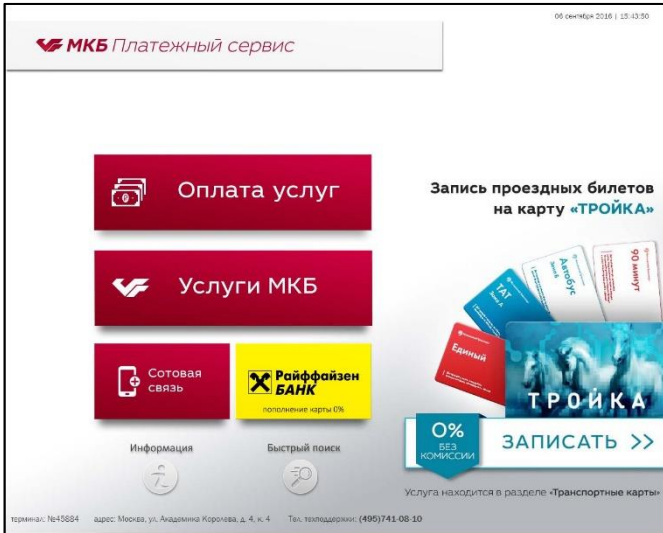 06 сентября 2016 | 15:43:50
МКБ Платежный сервис
Оплата услуг
Запись проездных билетов
на карту «ТРОЙКА»
Услуги МКБ
90 минут
Автобус
ТАТ
Единый
Сотовая
связь
Райффайзен
БАНК
пополнение карты 0%
ТРОЙКА
0%
БЕЗ
КОМИССИИ
ЗАПИСАТЬ >>
Информация
Быстрый поиск
Услуга находится в разделе «Транспортные карты»
терминал: №45884 адрес: Москва, ул. Академика Королева, д. 4, к. 4 Тел. техподдержки: (495)741-08-10